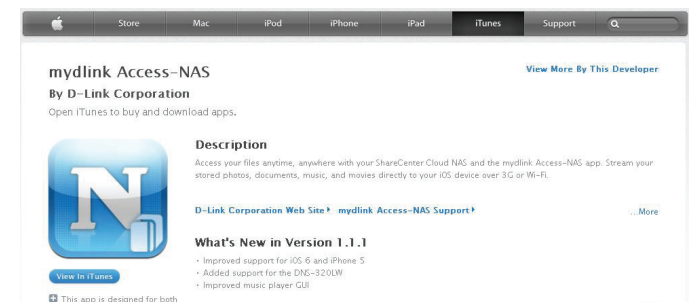 Store Mac iPod iPhone iPad iTunes Support
mydlink Access-NAS
View More By This Developer
By D-Link Corporation
Open iTunes to buy and download apps.
N
Description
Access your files anytime, anywhere with your ShareCenter Cloud NAS and the mydlink Access-NAS app. Stream your
stored photos, documents, music, and movies directly to your iOS device over 3G or Wi-Fi.
D-Link Corporation Web Site mydlink Access-NAS Support
...More
What's New in Version 1.1.1
• Improved support for iOS 6 and iPhone 5
• Added support for the DNS-320LW
• Improved music player GUI
View In iTunes
This app is designed for both